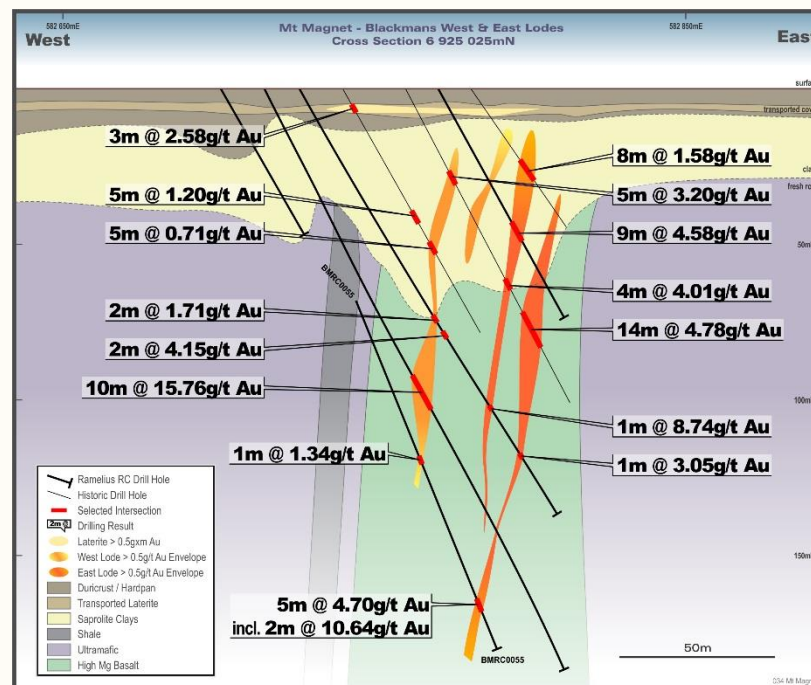 582 650mE
582 850mE
West
Mt Magnet - Blackmans West & East Lodes
Cross Section 6 925 025mN
East
surfa
transported cov
3m @ 2.58g/t Au
8m @ 1.58g/t Au
cla
5m @ 1.20g/t Au
5m @ 3.20g/t Au
fresh ro
5m @ 0.71g/t Au
9m @ 4.58g/t Au
50m
BMRC0055
4m @ 4.01g/t Au
2m @ 1.71g/t Au
14m @ 4.78g/t Au
2m @ 4.15g/t Au
10m @ 15.76g/t Au
100m
1m @ 8.74g/t Au
1m @ 1.34g/t Au
1m @ 3.05g/t Au
Ramelius RC Drill Hole
Historic Drill Hole
Selected Intersection
2m @
Drilling Result
Laterite > 0.5gxm Au
West Lode > 0.5g/t Au Envelope
East Lode > 0.5g/t Au Envelope
Duricrust / Hardpan
Transported Laterite
Saprolite Clays
Shale
Ultramafic
High Mg Basalt
150m
5m @ 4.70g/t Au
incl. 2m @ 10.64g/t Au
BMRC0055
50m
034 Mt Magn